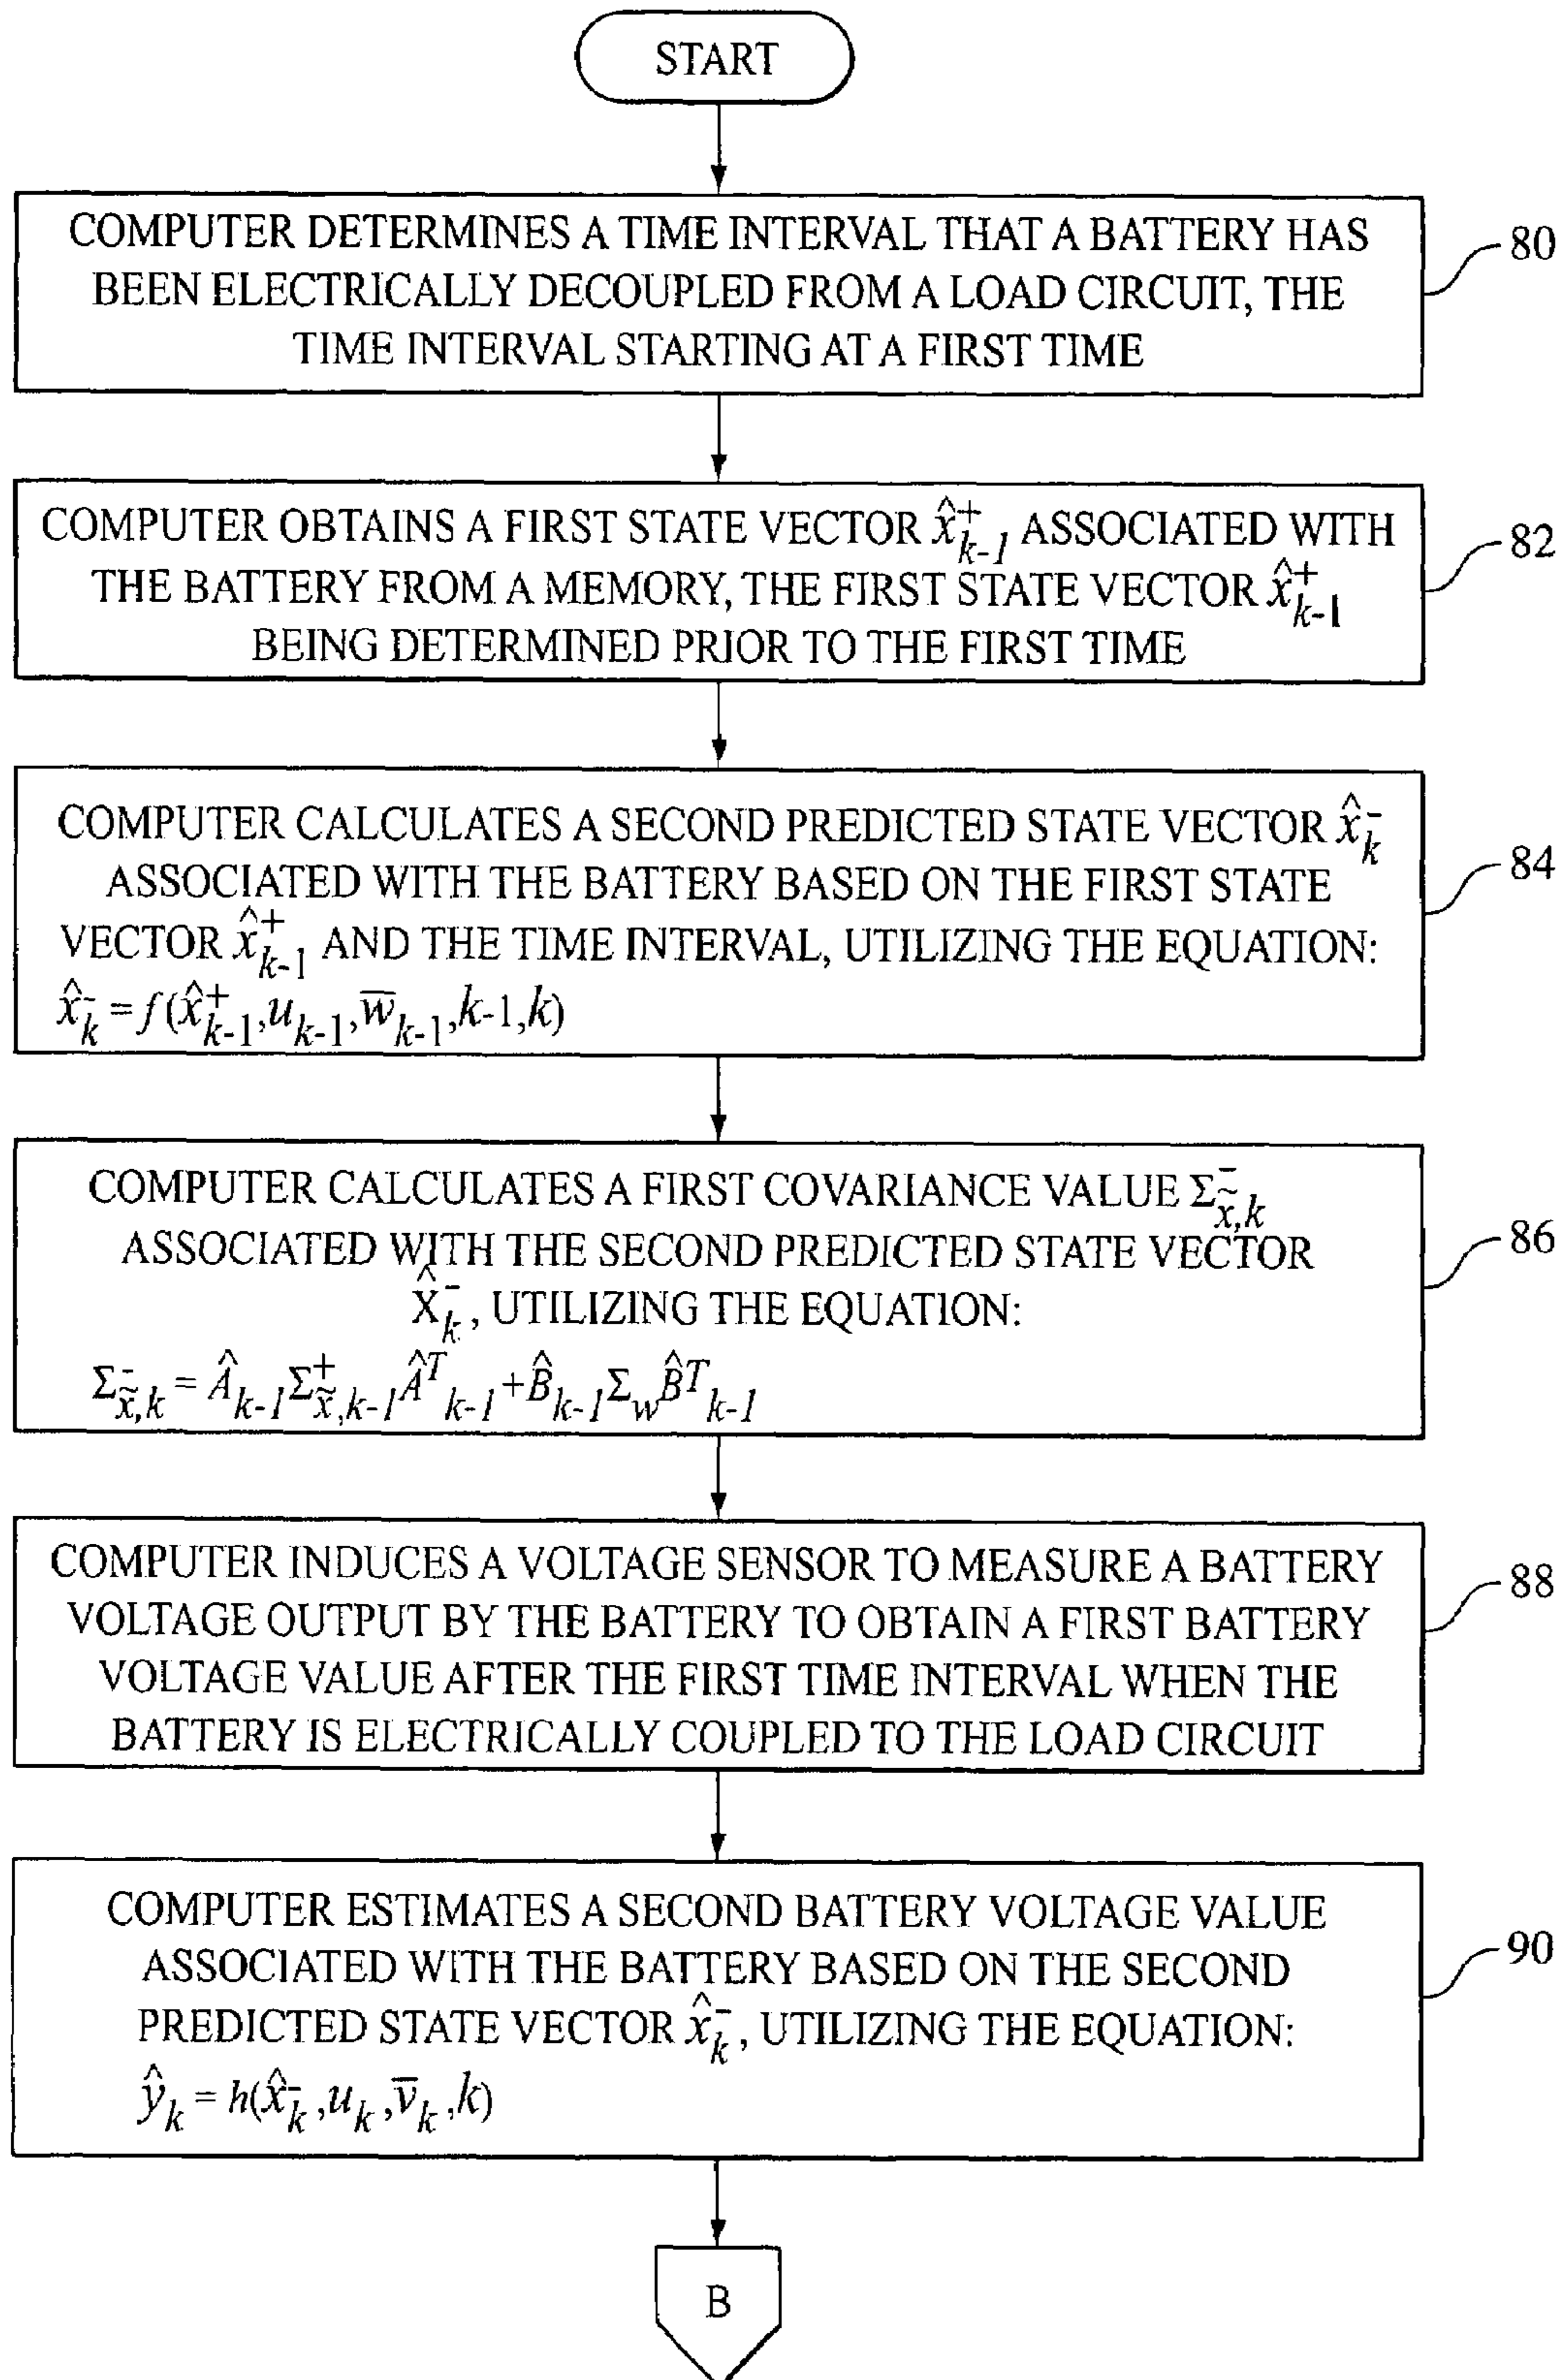 START
COMPUTER DETERMINES A TIME INTERVAL THAT A BATTERY HAS
BEEN ELECTRICALLY DECOUPLED FROM A LOAD CIRCUIT, THE
TIME INTERVAL STARTING AT A FIRST TIME
80
COMPUTER OBTAINS A FIRST STATE VECTOR x̂⁺ₖ₋₁ ASSOCIATED WITH
THE BATTERY FROM A MEMORY, THE FIRST STATE VECTOR x̂⁺ₖ₋₁
BEING DETERMINED PRIOR TO THE FIRST TIME
82
COMPUTER CALCULATES A SECOND PREDICTED STATE VECTOR x̂⁻ₖ
ASSOCIATED WITH THE BATTERY BASED ON THE FIRST STATE
VECTOR x̂⁺ₖ₋₁ AND THE TIME INTERVAL, UTILIZING THE EQUATION:
x̂⁻ₖ = f(x̂⁺ₖ₋₁, uₖ₋₁, w̅ₖ₋₁, k-1, k)
84
COMPUTER CALCULATES A FIRST COVARIANCE VALUE Σ⁻_x̃,k
ASSOCIATED WITH THE SECOND PREDICTED STATE VECTOR
x̂⁻ₖ, UTILIZING THE EQUATION:
Σ⁻_x̃,k = Âₖ₋₁ Σ⁺_x̃,k-1 Âᵀₖ₋₁ + B̂ₖ₋₁ Σ_w B̂ᵀₖ₋₁
86
COMPUTER INDUCES A VOLTAGE SENSOR TO MEASURE A BATTERY
VOLTAGE OUTPUT BY THE BATTERY TO OBTAIN A FIRST BATTERY
VOLTAGE VALUE AFTER THE FIRST TIME INTERVAL WHEN THE
BATTERY IS ELECTRICALLY COUPLED TO THE LOAD CIRCUIT
88
COMPUTER ESTIMATES A SECOND BATTERY VOLTAGE VALUE
ASSOCIATED WITH THE BATTERY BASED ON THE SECOND
PREDICTED STATE VECTOR x̂⁻ₖ, UTILIZING THE EQUATION:
ŷₖ = h(x̂⁻ₖ, uₖ, v̅ₖ, k)
90
B